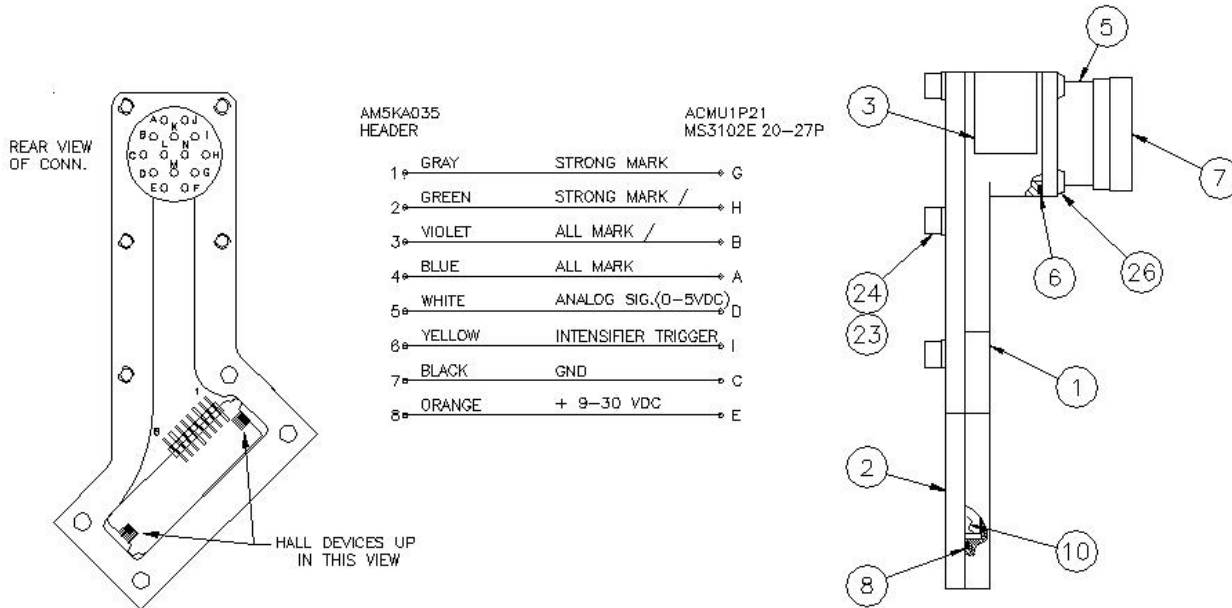 REAR VIEW
OF CONN.
A J
K
B I
L N
C H
M
D G
E F
1
8
HALL DEVICES UP
IN THIS VIEW
AM5KA035 ACMU1P21
HEADER MS3102E 20-27P
1 GRAY STRONG MARK G
2 GREEN STRONG MARK / H
3 VIOLET ALL MARK / B
4 BLUE ALL MARK A
5 WHITE ANALOG SIG.(0-5VDC) D
6 YELLOW INTENSIFIER TRIGGER I
7 BLACK GND C
8 ORANGE + 9-30 VDC E
5
3
7
6
26
24
23
1
2
10
8